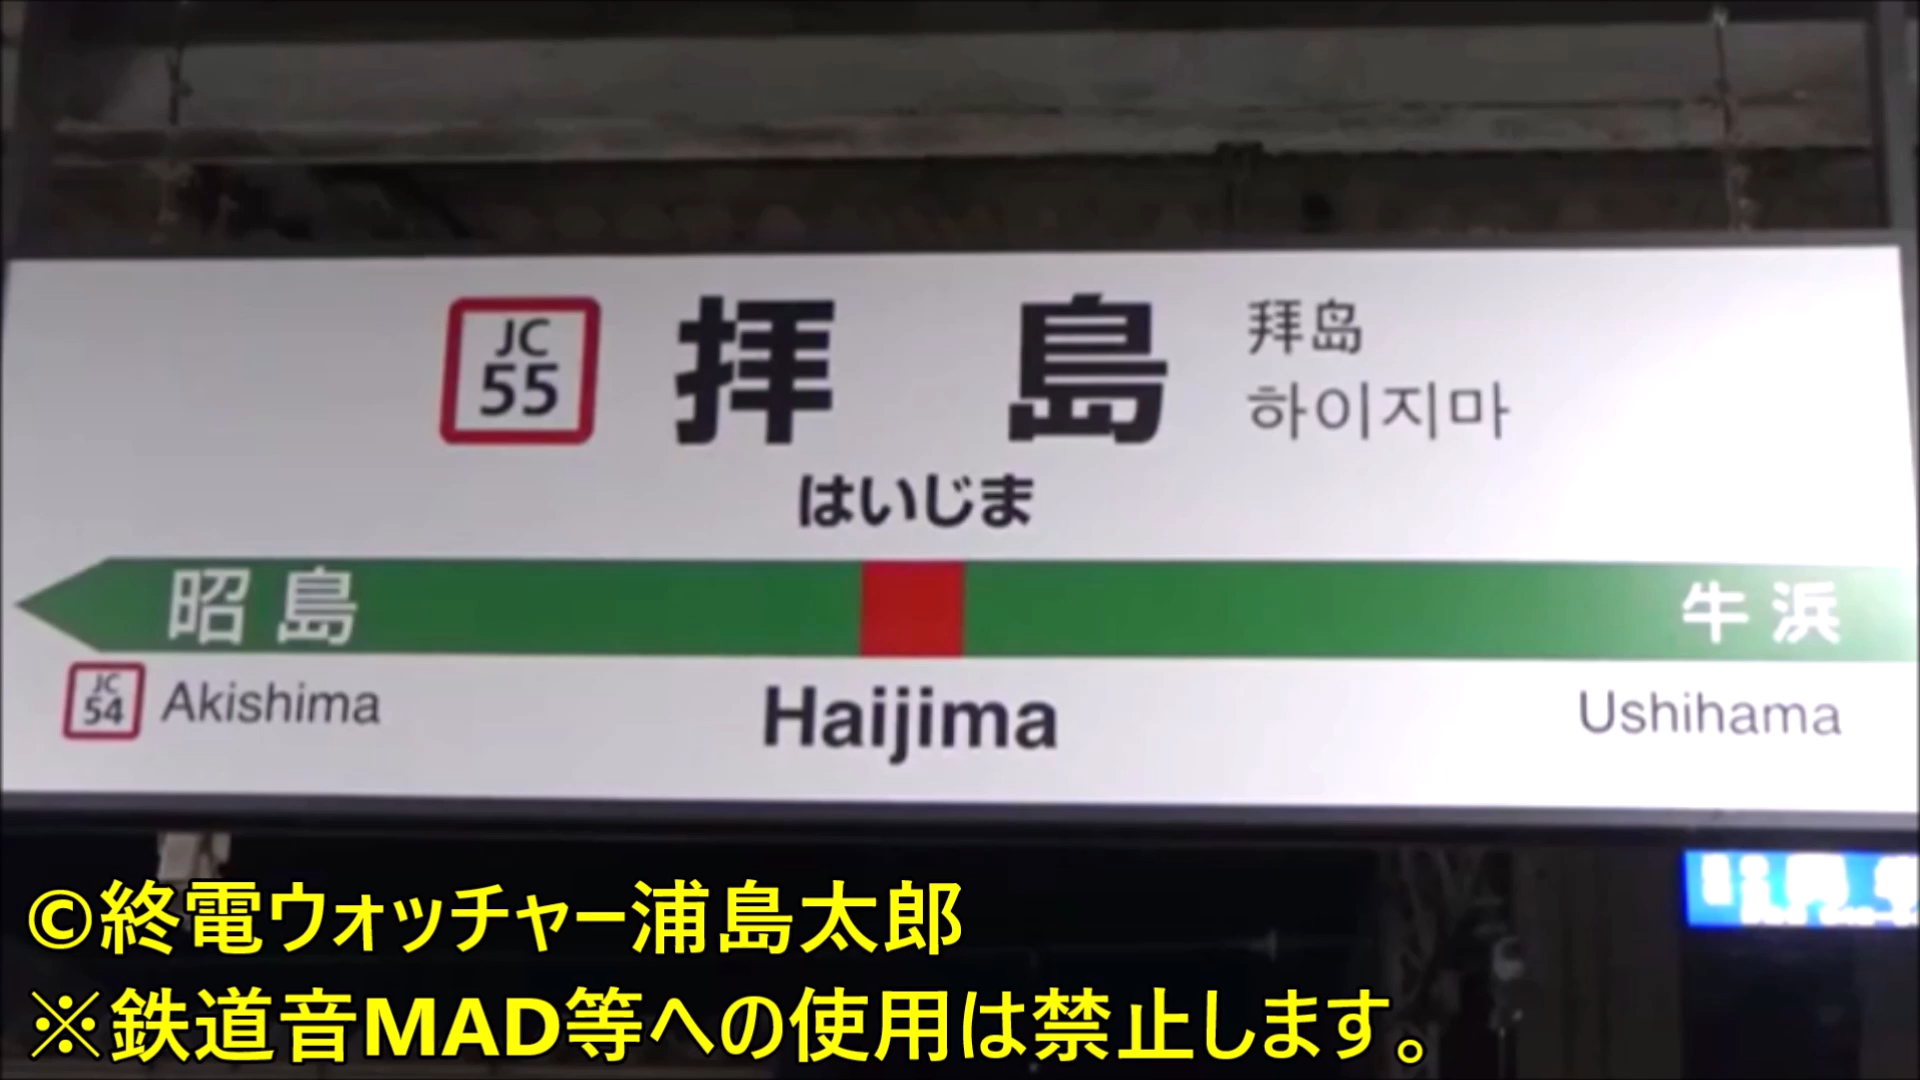 JC
55
拝島
拜岛
하이지마
はいじま
昭島
牛浜
JC
54
Akishima
Haijima
Ushihama
©終電ウォッチャー浦島太郎
※鉄道音MAD等への使用は禁止します。